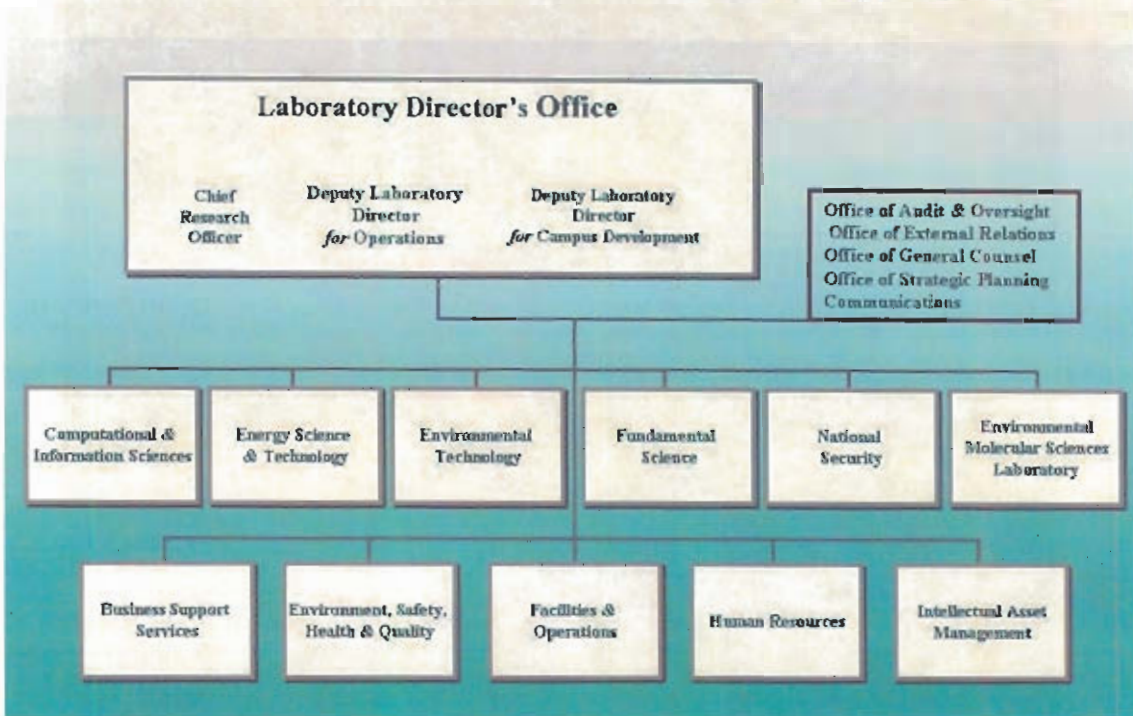 Laboratory Director's Office
Chief
Research
Officer
Deputy Laboratory
Director
for Operations
Deputy Laboratory
Director
for Campus Development
Office of Audit & Oversight
Office of External Relations
Office of General Counsel
Office of Strategic Planning
Communications
Computational &
Information Sciences
Energy Science
& Technology
Environmental
Technology
Fundamental
Science
National
Security
Environmental
Molecular Sciences
Laboratory
Business Support
Services
Environment, Safety,
Health & Quality
Facilities &
Operations
Human Resources
Intellectual Asset
Management